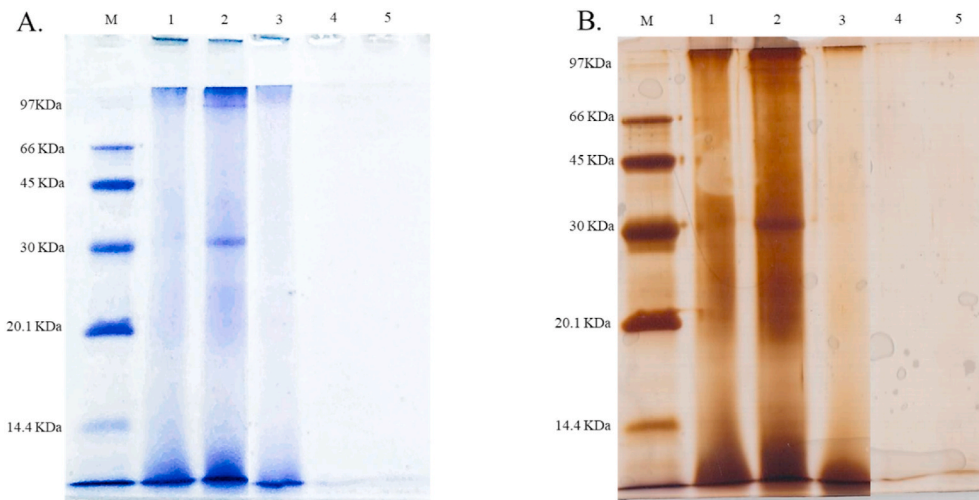 A.
M 1 2 3 4 5
97KDa
66 KDa
45 KDa
30 KDa
20.1 KDa
14.4 KDa
B.
M 1 2 3 4 5
97KDa
66 KDa
45 KDa
30 KDa
20.1 KDa
14.4 KDa